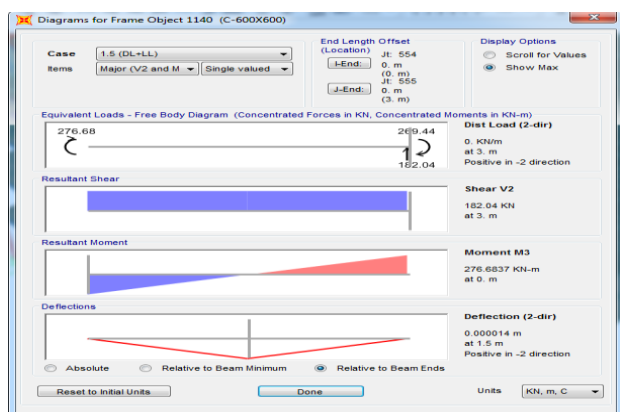 Diagrams for Frame Object 1140 (C-600X600)
Case 1.5 (DL+LL)
Items Major (V2 and M Single valued
End Length Offset
(Location)
Jt: 554
I-End: 0. m
(0. m)
Jt: 555
J-End: 0. m
(3. m)
Display Options
Scroll for Values
Show Max
Equivalent Loads - Free Body Diagram (Concentrated Forces in KN, Concentrated Moments in KN-m)
276.68 269.44
182.04
Dist Load (2-dir)
0. KN/m
at 3. m
Positive in -2 direction
Resultant Shear
Shear V2
182.04 KN
at 3. m
Resultant Moment
Moment M3
276.6837 KN-m
at 0. m
Deflections
Deflection (2-dir)
0.000014 m
at 1.5 m
Positive in -2 direction
Absolute Relative to Beam Minimum Relative to Beam Ends
Reset to Initial Units Done Units KN, m, C